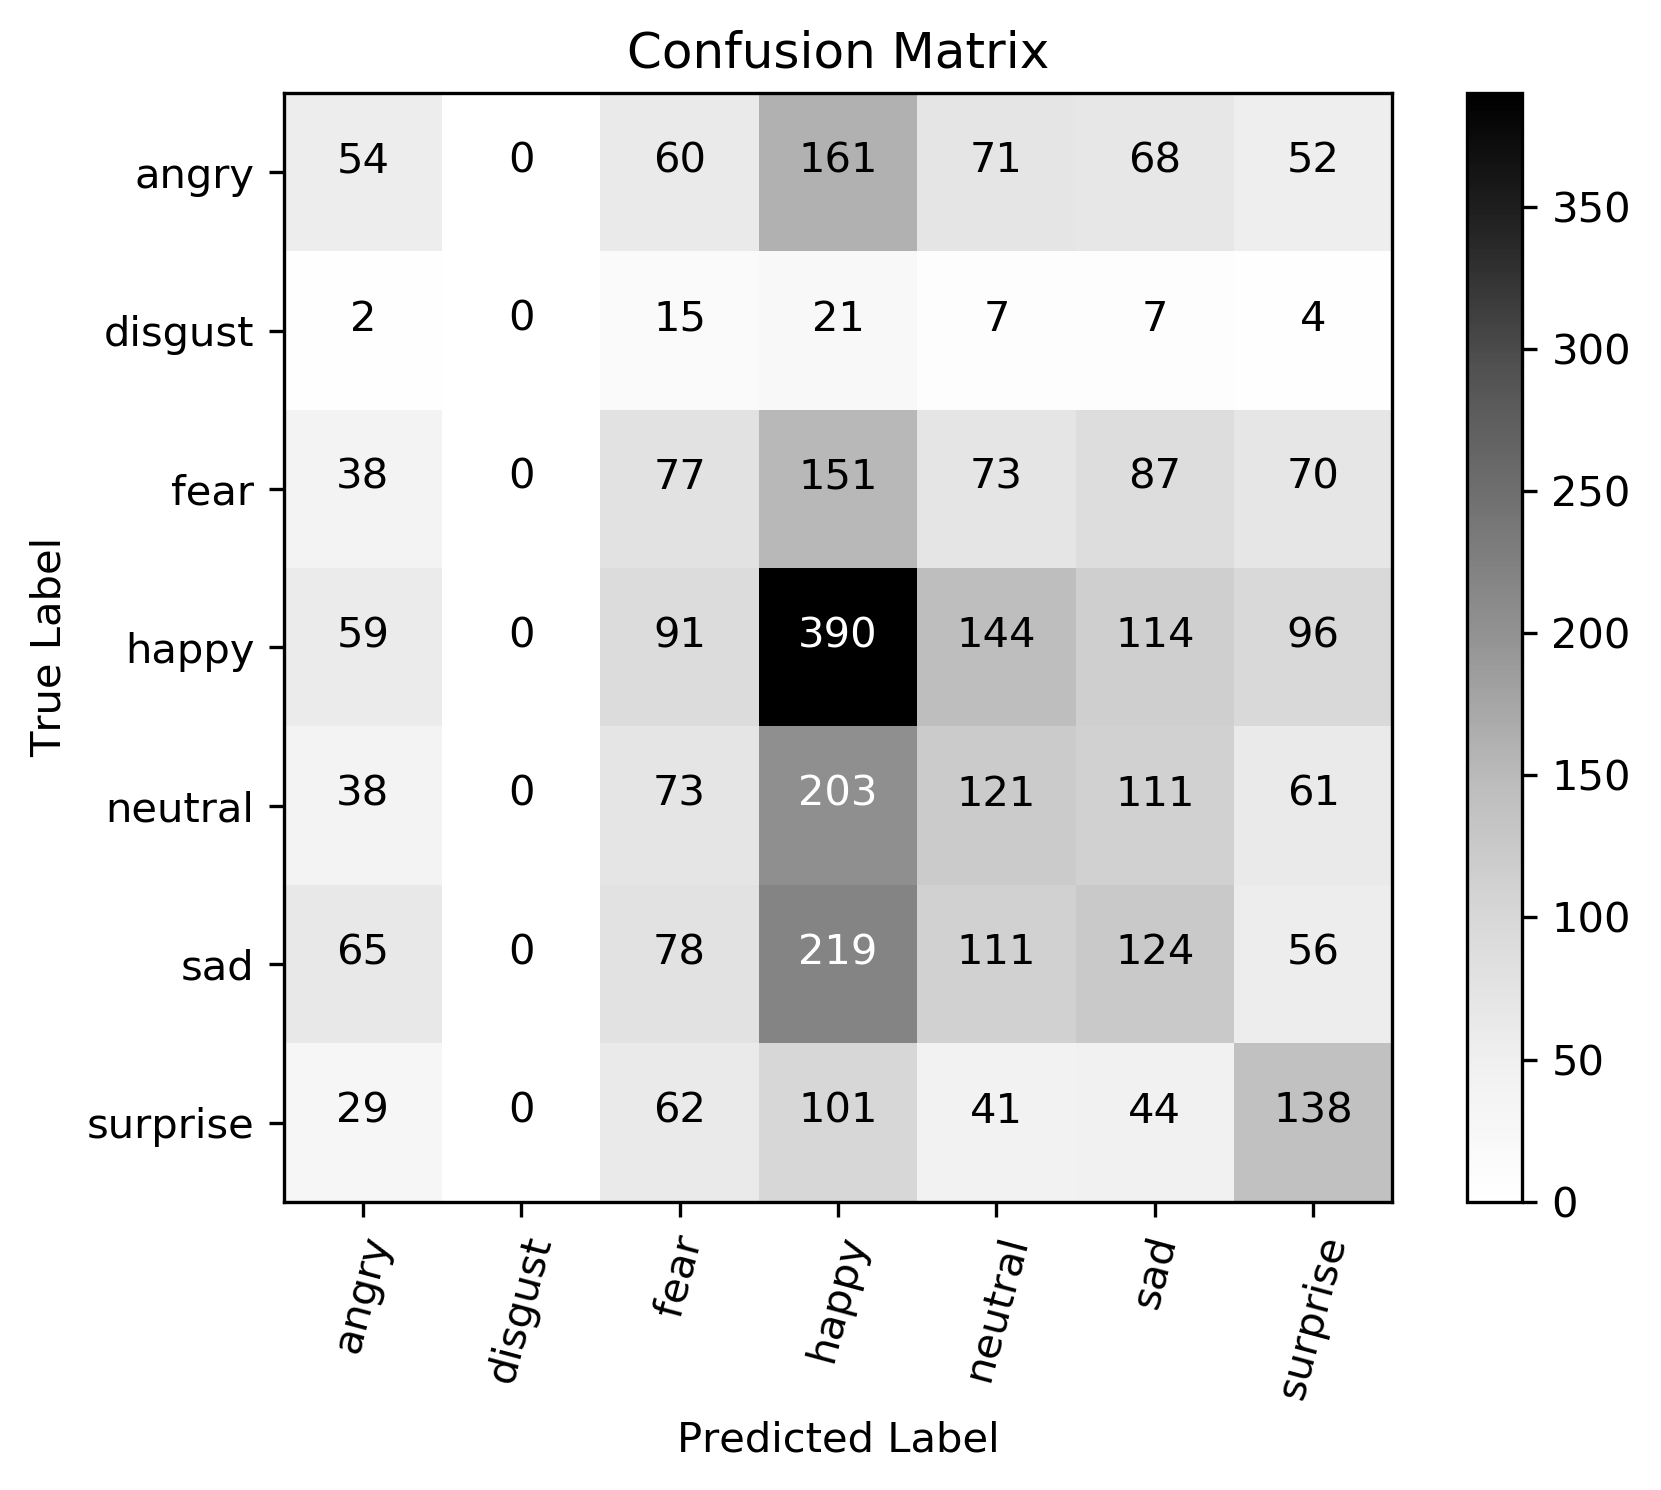 Confusion Matrix
True Label
angry 54 0 60 161 71 68 52
disgust 2 0 15 21 7 7 4
fear 38 0 77 151 73 87 70
happy 59 0 91 390 144 114 96
neutral 38 0 73 203 121 111 61
sad 65 0 78 219 111 124 56
surprise 29 0 62 101 41 44 138
angry disgust fear happy neutral sad surprise
Predicted Label
350
300
250
200
150
100
50
0